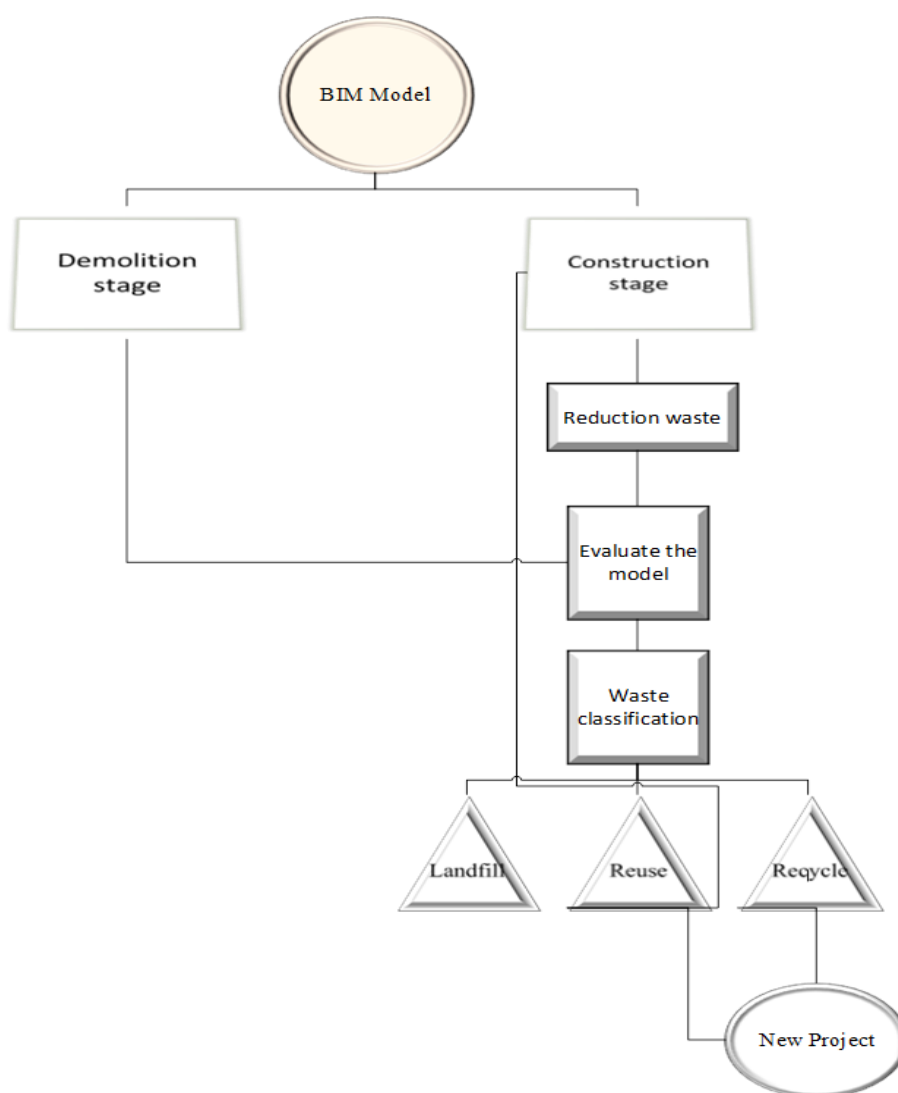 BIM Model
Demolition
stage
Construction
stage
Reduction waste
Evaluate the
model
Waste
classification
Landfill
Reuse
Reqycle
New Project